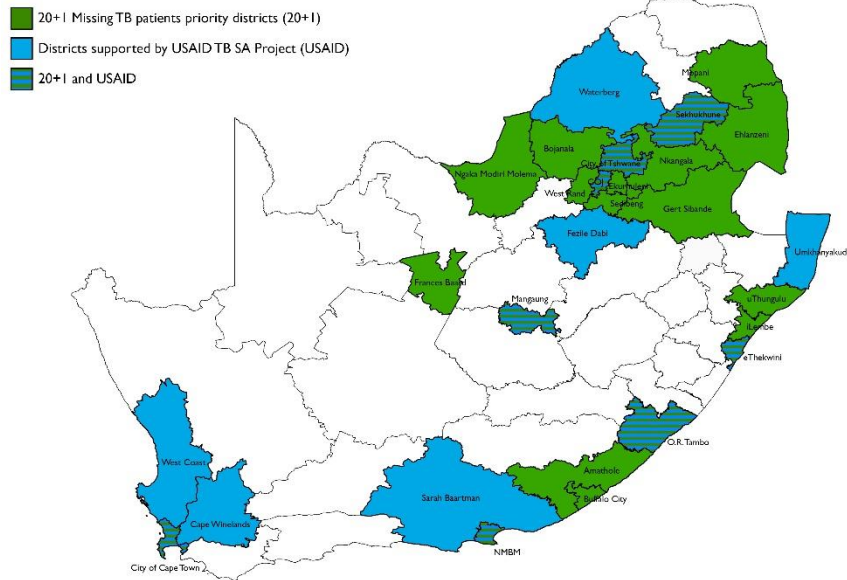 20+1 Missing TB patients priority districts (20+1)
Districts supported by USAID TB SA Project (USAID)
20+1 and USAID
Mopani
Waterberg
Sekhukhune
Ehlanzeni
Bojanala
City of Tshwane
Nkangala
Ngaka Modiri Molema
COJ
Ekurhuleni
West Rand
Sedibeng
Gert Sibande
Fezile Dabi
Umkhanyakud
Frances Baard
Mangaung
uThungulu
iLembe
eThekwini
O.R. Tambo
West Coast
Amathole
Sarah Baartman
Buffalo City
Cape Winelands
NMBM
City of Cape Town